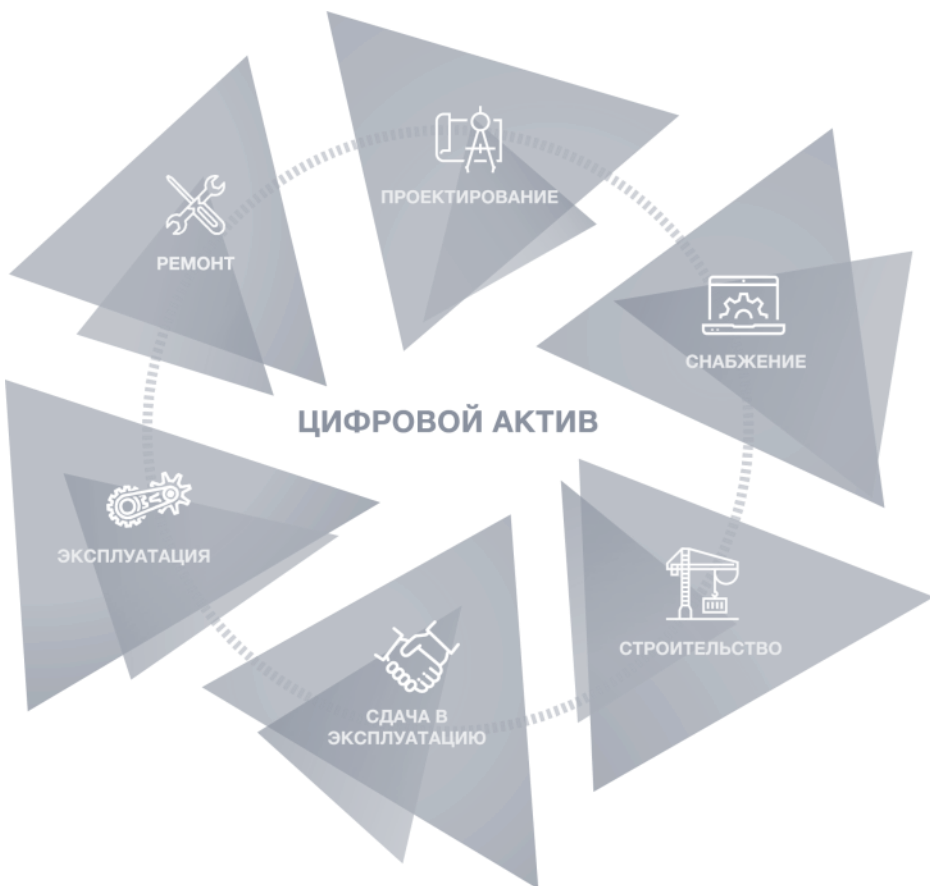 ПРОЕКТИРОВАНИЕ
РЕМОНТ
СНАБЖЕНИЕ
ЦИФРОВОЙ АКТИВ
ЭКСПЛУАТАЦИЯ
СТРОИТЕЛЬСТВО
СДАЧА В
ЭКСПЛУАТАЦИЮ